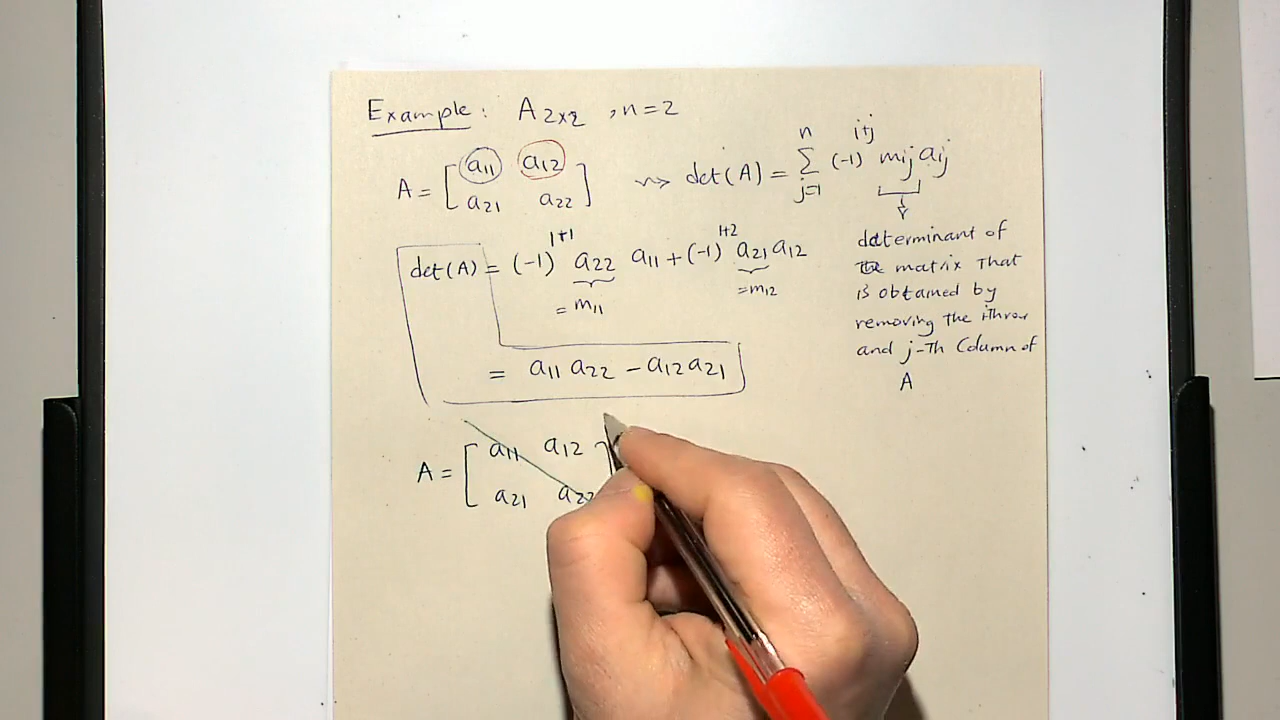 Example: A 2×2 , n=2
A = [ a11 a12
a21 a22 ] ⇝ det(A) = n∑j=1 (-1)^i+j mij aij
det(A) = (-1)^1+1 a22 a11 + (-1)^1+2 a21 a12
= m11 = m12
= a11 a22 - a12 a21
determinant of
the matrix that
is obtained by
removing the ith row
and j-th Column of
A
A = [ a11 a12
a21 a22